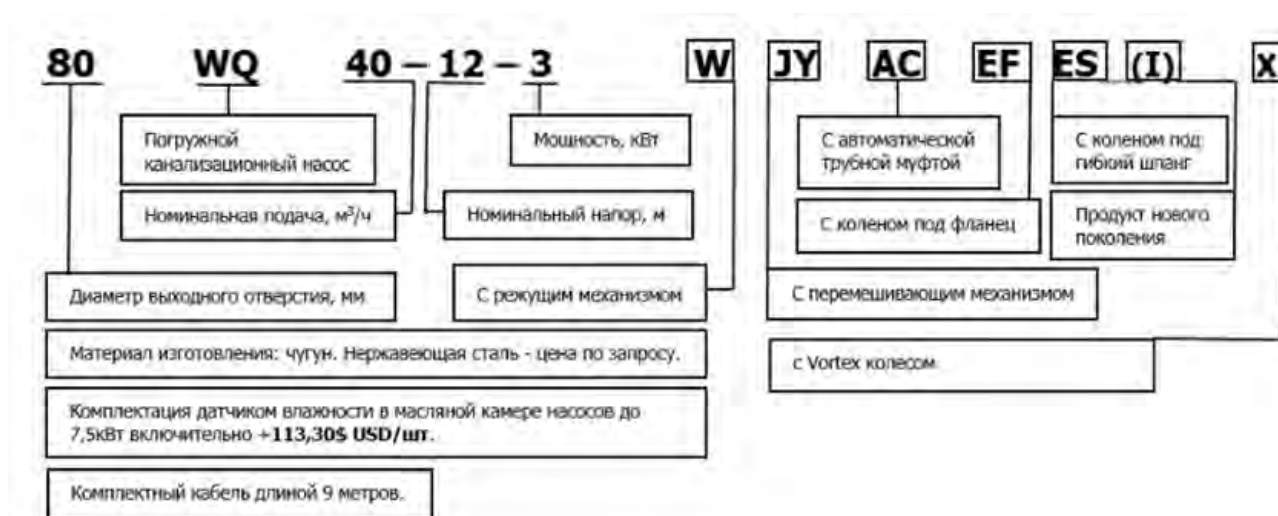 80 WQ 40 – 12 – 3 W JY AC EF ES (I) X
Погружной
канализационный насос
Мощность, кВт
С автоматической
трубной муфтой
С коленом под
гибкий шланг
Номинальная подача, м³/ч
Номинальный напор, м
С коленом под фланец
Продукт нового
поколения
Диаметр выходного отверстия, мм
С режущим механизмом
С перемешивающим механизмом
Материал изготовления: чугун. Нержавеющая сталь - цена по запросу.
с Vortex колесом
Комплектация датчиком влажности в масляной камере насосов до
7,5кВт включительно +113,30$ USD/шт.
Комплектный кабель длиной 9 метров.